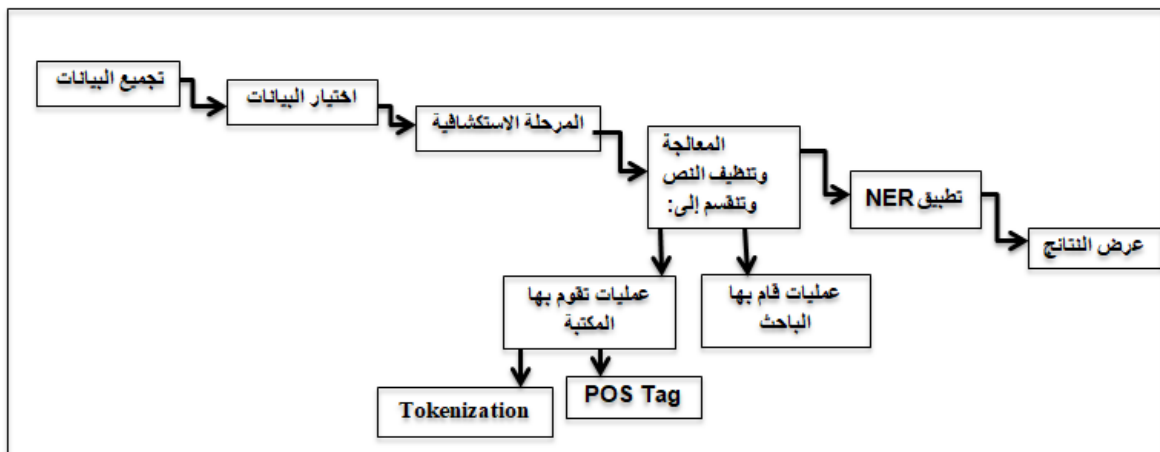 تجميع البيانات
اختيار البيانات
المرحلة الاستكشافية
المعالجة
وتنظيف النص
وتنقسم إلى:
تطبيق NER
عرض النتائج
عمليات قام بها
الباحث
عمليات تقوم بها
المكتبة
POS Tag
Tokenization